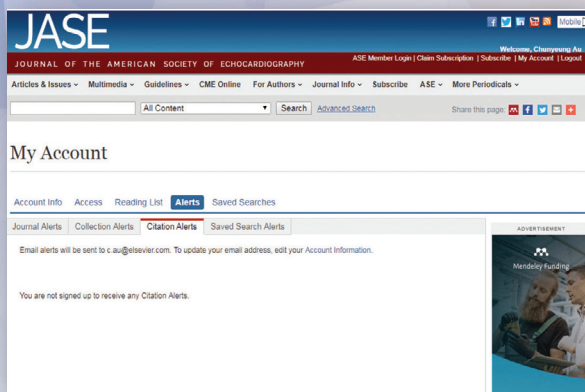 JASE
Mobile
Welcome, Chunyeung Au
JOURNAL OF THE AMERICAN SOCIETY OF ECHOCARDIOGRAPHY
ASE Member Login | Claim Subscription | Subscribe | My Account | Logout
Articles & Issues Multimedia Guidelines CME Online For Authors Journal Info Subscribe ASE More Periodicals
All Content Search Advanced Search Share this page:
My Account
Account Info Access Reading List Alerts Saved Searches
Journal Alerts Collection Alerts Citation Alerts Saved Search Alerts
Email alerts will be sent to c.au@elsevier.com. To update your email address, edit your Account Information.
You are not signed up to receive any Citation Alerts.
ADVERTISEMENT
Mendeley Funding